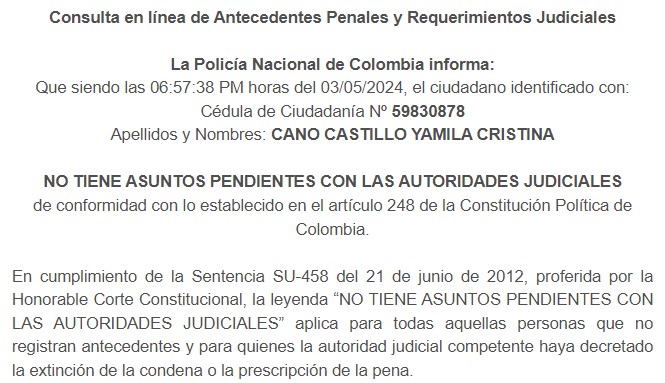 Consulta en línea de Antecedentes Penales y Requerimientos Judiciales
La Policía Nacional de Colombia informa:
Que siendo las 06:57:38 PM horas del 03/05/2024, el ciudadano identificado con:
Cédula de Ciudadanía Nº 59830878
Apellidos y Nombres: CANO CASTILLO YAMILA CRISTINA
NO TIENE ASUNTOS PENDIENTES CON LAS AUTORIDADES JUDICIALES
de conformidad con lo establecido en el artículo 248 de la Constitución Política de
Colombia.
En cumplimiento de la Sentencia SU-458 del 21 de junio de 2012, proferida por la
Honorable Corte Constitucional, la leyenda “NO TIENE ASUNTOS PENDIENTES CON
LAS AUTORIDADES JUDICIALES” aplica para todas aquellas personas que no
registran antecedentes y para quienes la autoridad judicial competente haya decretado
la extinción de la condena o la prescripción de la pena.